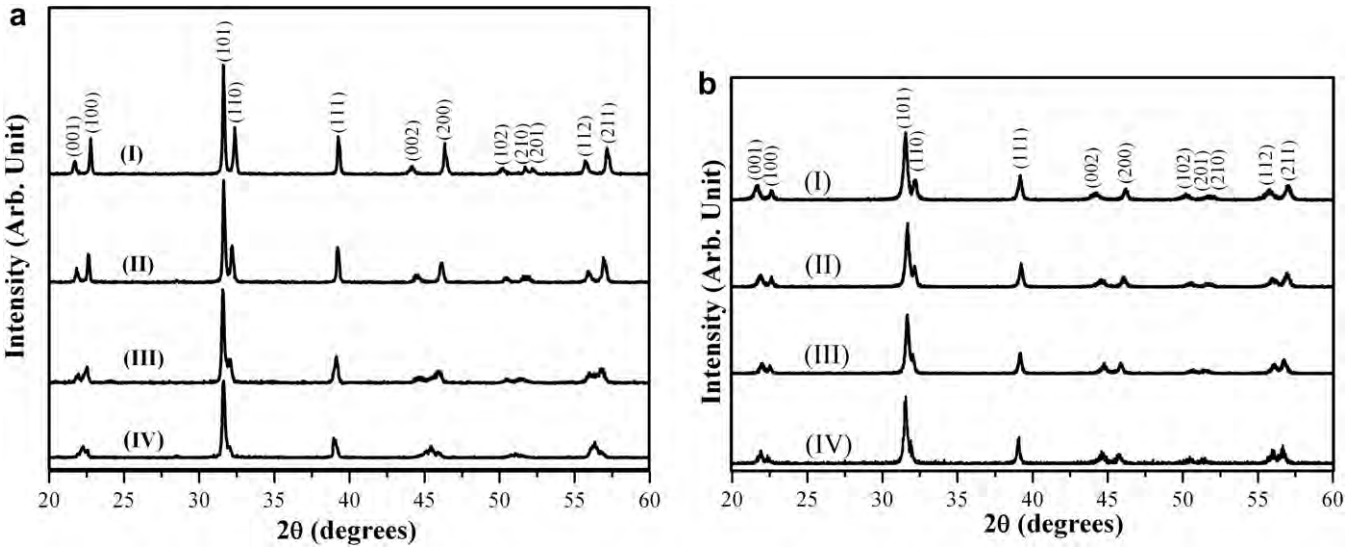 a
Intensity (Arb. Unit)
(001)
(100)
(101)
(110)
(111)
(002)
(200)
(102)
(210)
(201)
(112)
(211)
(I)
(II)
(III)
(IV)
20 25 30 35 40 45 50 55 60
2θ (degrees)
b
Intensity (Arb. Unit)
(001)
(100)
(101)
(110)
(111)
(002)
(200)
(102)
(201)
(210)
(112)
(211)
(I)
(II)
(III)
(IV)
20 25 30 35 40 45 50 55 60
2θ (degrees)